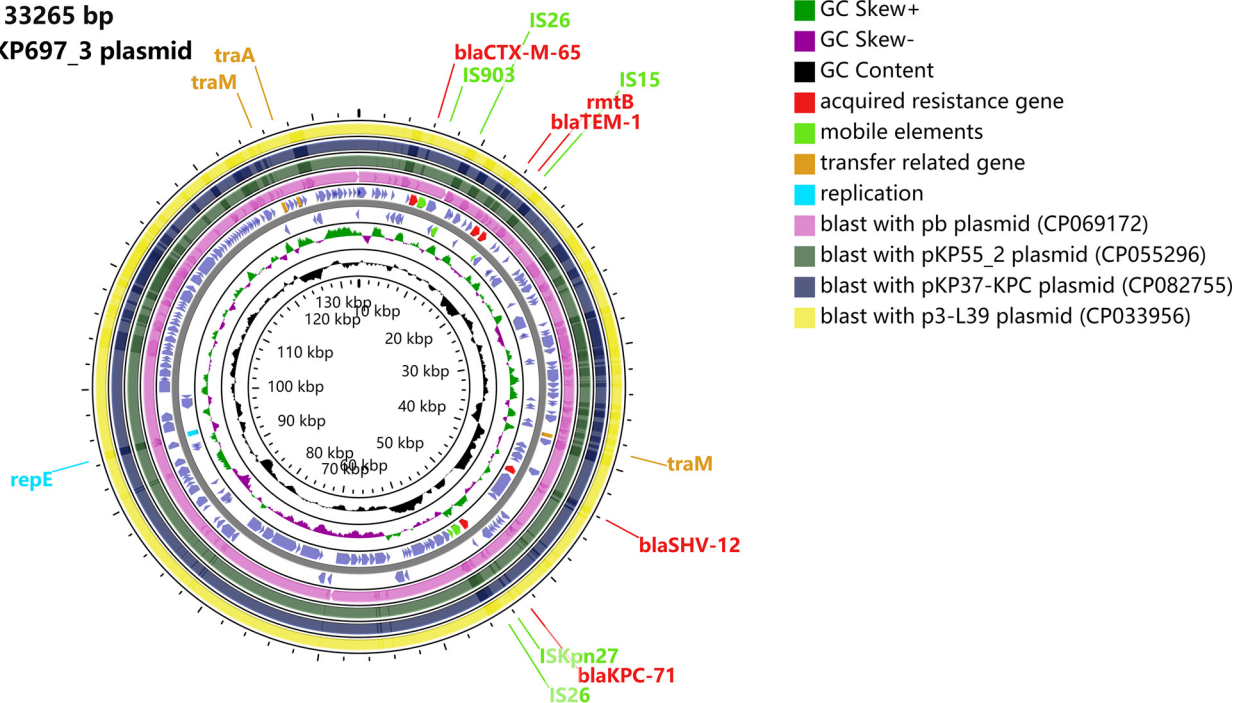 33265 bp
KP697_3 plasmid
traA
traM
IS26
blaCTX-M-65
IS903
IS15
rmtB
blaTEM-1
traM
blaSHV-12
ISKpn27
blaKPC-71
IS26
repE
130 kbp
10 kbp
120 kbp
20 kbp
110 kbp
30 kbp
100 kbp
40 kbp
90 kbp
50 kbp
80 kbp
60 kbp
70 kbp
GC Skew+
GC Skew-
GC Content
acquired resistance gene
mobile elements
transfer related gene
replication
blast with pb plasmid (CP069172)
blast with pKP55_2 plasmid (CP055296)
blast with pKP37-KPC plasmid (CP082755)
blast with p3-L39 plasmid (CP033956)